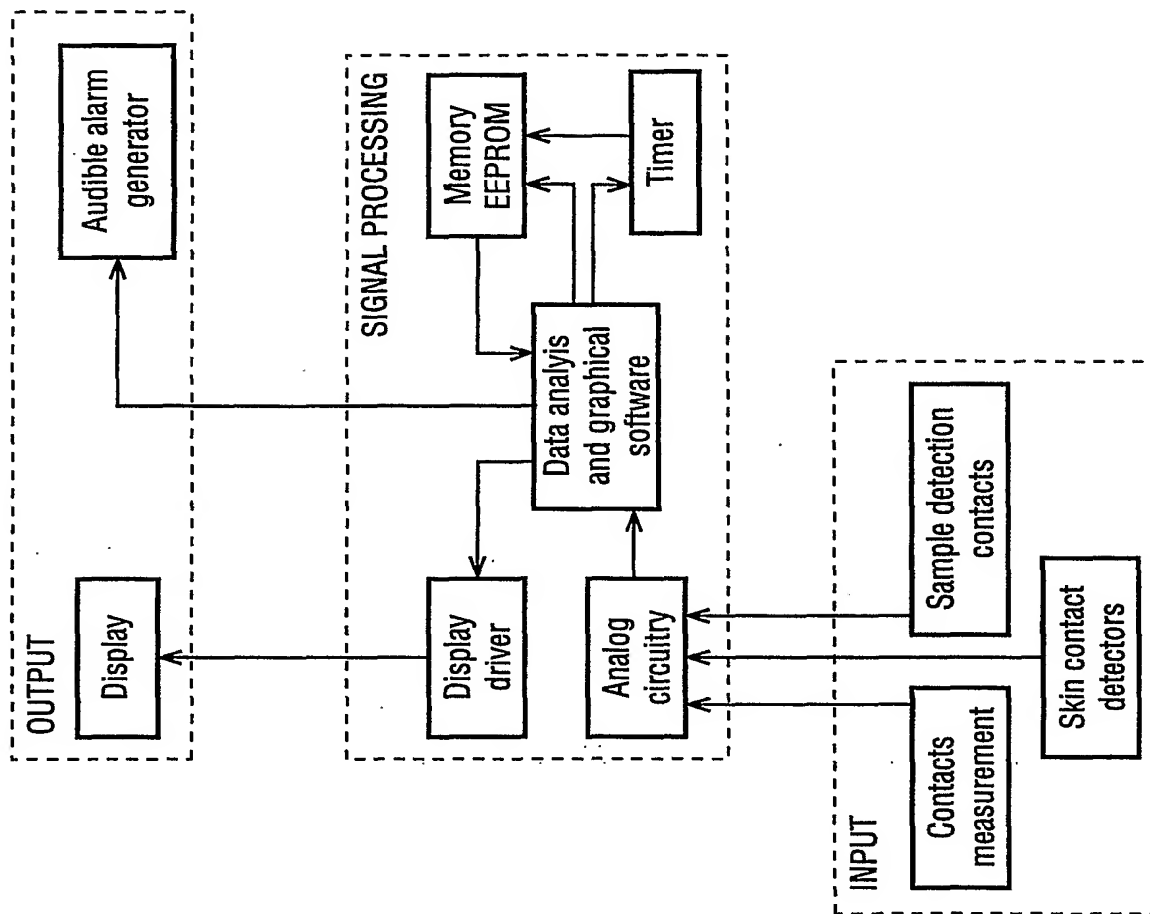 OUTPUT
Display
Audible alarm
generator
SIGNAL PROCESSING
Display
driver
Memory
EEPROM
Data analyis
and graphical
software
Analog
circuitry
Timer
INPUT
Contacts
measurement
Sample detection
contacts
Skin contact
detectors